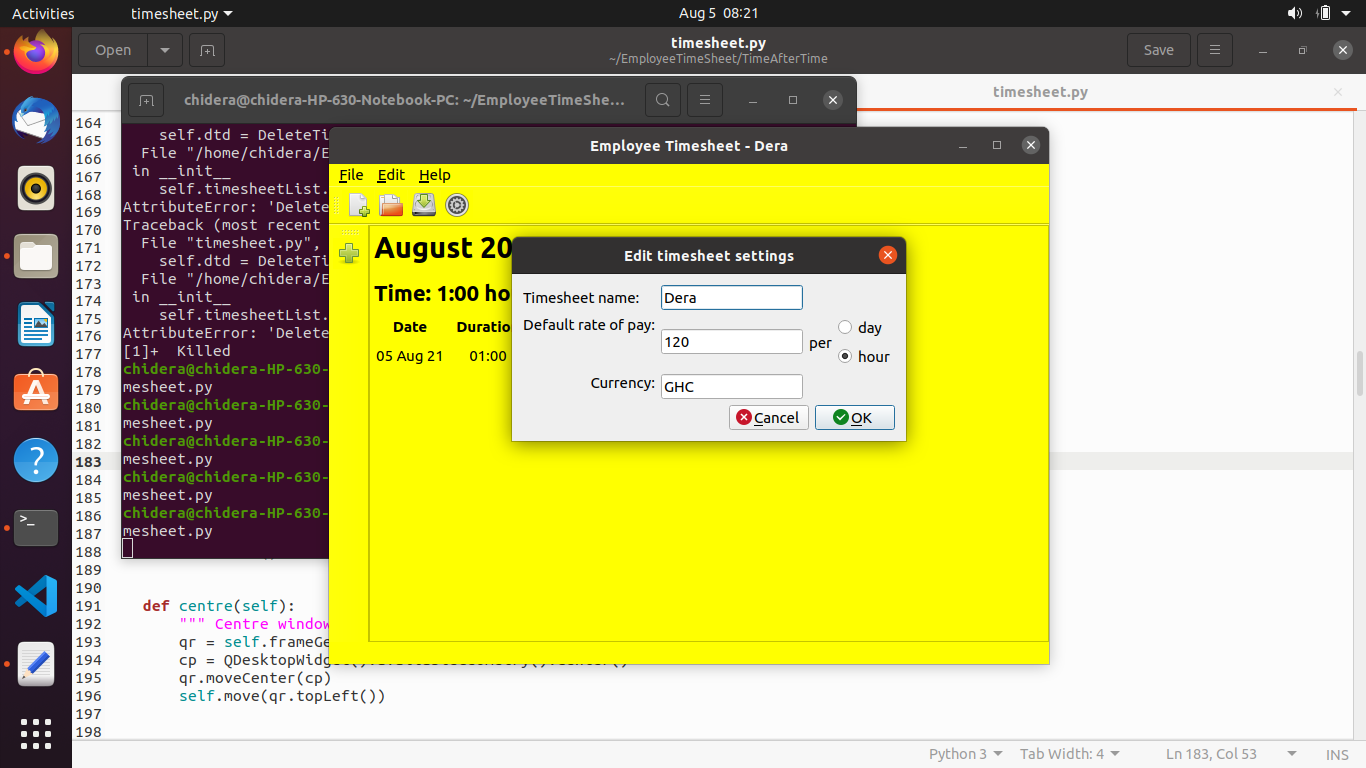 Activities
timesheet.py
Aug 5 08:21
Open
timesheet.py
~/EmployeeTimeSheet/TimeAfterTime
Save
timesheet.py
chidera@chidera-HP-630-Notebook-PC: ~/EmployeeTimeShe...
self.dtd = DeleteTi
File "/home/chidera/E
in __init__
self.timesheetList.
AttributeError: 'Delete
Traceback (most recent
File "timesheet.py",
self.dtd = DeleteTi
File "/home/chidera/E
in __init__
self.timesheetList.
AttributeError: 'Delete
[1]+ Killed
chidera@chidera-HP-630-
mesheet.py
chidera@chidera-HP-630-
mesheet.py
chidera@chidera-HP-630-
mesheet.py
chidera@chidera-HP-630-
mesheet.py
chidera@chidera-HP-630-
mesheet.py
Employee Timesheet - Dera
File Edit Help
August 20
Time: 1:00 ho
Date Duratio
05 Aug 21 01:00
Edit timesheet settings
Timesheet name: Dera
Default rate of pay:
120 per
day
hour
Currency: GHC
Cancel OK
164
165
166
167
168
169
170
171
172
173
174
175
176
177
178
179
180
181
182
183
184
185
186
187
188
189
190
191 def centre(self):
192 """ Centre window
193 qr = self.frameGe
194 cp = QDesktopWidg
195 qr.moveCenter(cp)
196 self.move(qr.topLeft())
197
198
Python 3 Tab Width: 4 Ln 183, Col 53 INS